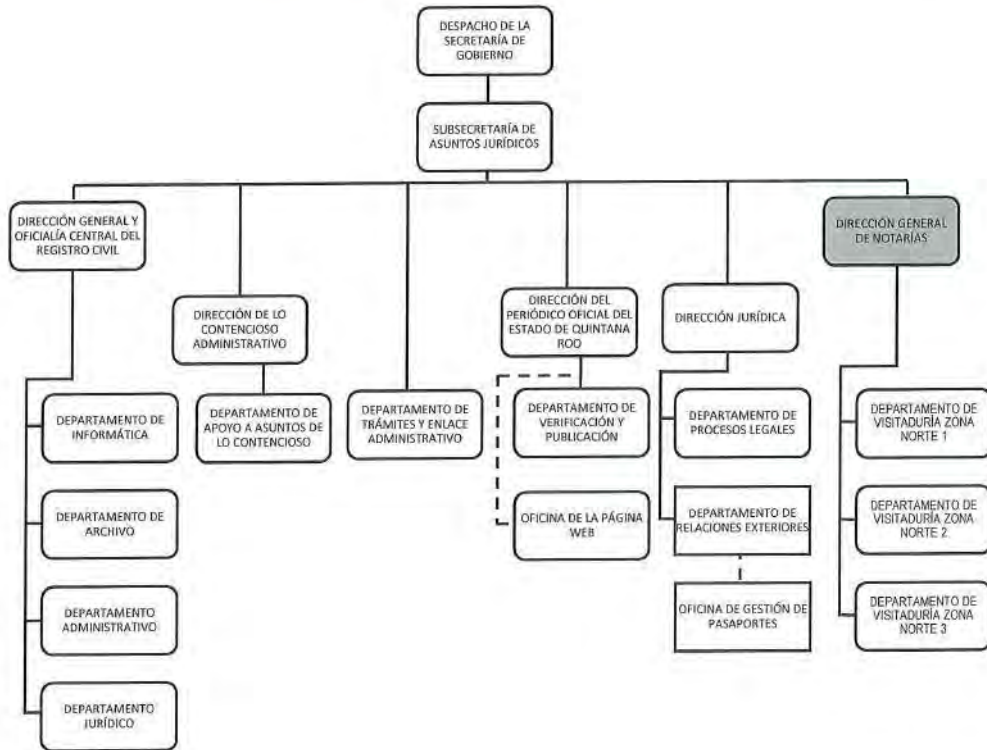 DESPACHO DE LA
SECRETARÍA DE
GOBIERNO
SUBSECRETARÍA DE
ASUNTOS JURÍDICOS
DIRECCIÓN GENERAL Y
OFICIALÍA CENTRAL DEL
REGISTRO CIVIL
DIRECCIÓN GENERAL
DE NOTARÍAS
DIRECCIÓN DE LO
CONTENCIOSO
ADMINISTRATIVO
DIRECCIÓN DEL
PERIÓDICO OFICIAL DEL
ESTADO DE QUINTANA
ROO
DIRECCIÓN JURÍDICA
DEPARTAMENTO DE
INFORMÁTICA
DEPARTAMENTO DE
APOYO A ASUNTOS DE
LO CONTENCIOSO
DEPARTAMENTO DE
TRÁMITES Y ENLACE
ADMINISTRATIVO
DEPARTAMENTO DE
VERIFICACIÓN Y
PUBLICACIÓN
DEPARTAMENTO DE
PROCESOS LEGALES
DEPARTAMENTO DE
VISITADURÍA ZONA
NORTE 1
DEPARTAMENTO DE
ARCHIVO
OFICINA DE LA PÁGINA
WEB
DEPARTAMENTO DE
RELACIONES EXTERIORES
DEPARTAMENTO DE
VISITADURÍA ZONA
NORTE 2
DEPARTAMENTO
ADMINISTRATIVO
OFICINA DE GESTIÓN DE
PASAPORTES
DEPARTAMENTO DE
VISITADURÍA ZONA
NORTE 3
DEPARTAMENTO
JURÍDICO